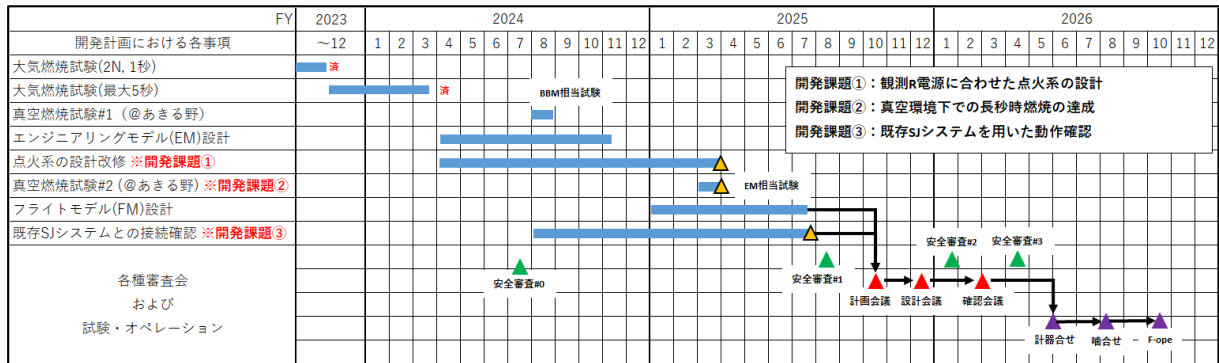 FY 2023 2024 2025 2026
開発計画における各事項 ～12 1 2 3 4 5 6 7 8 9 10 11 12 1 2 3 4 5 6 7 8 9 10 11 12 1 2 3 4 5 6 7 8 9 10 11 12
大気燃焼試験(2N, 1秒) 済
大気燃焼試験(最大5秒) 済 BBM相当試験
真空燃焼試験#1（@あきる野）
エンジニアリングモデル(EM)設計
点火系の設計改修 ※開発課題①
真空燃焼試験#2 (@あきる野) ※開発課題② EM相当試験
フライトモデル(FM)設計
既存SJシステムとの接続確認 ※開発課題③
開発課題①：観測R電源に合わせた点火系の設計
開発課題②：真空環境下での長秒時燃焼の達成
開発課題③：既存SJシステムを用いた動作確認
各種審査会
および
試験・オペレーション
安全審査#0
安全審査#1
安全審査#2
安全審査#3
計画会議
設計会議
確認会議
計器合せ
噛合せ
F-ope